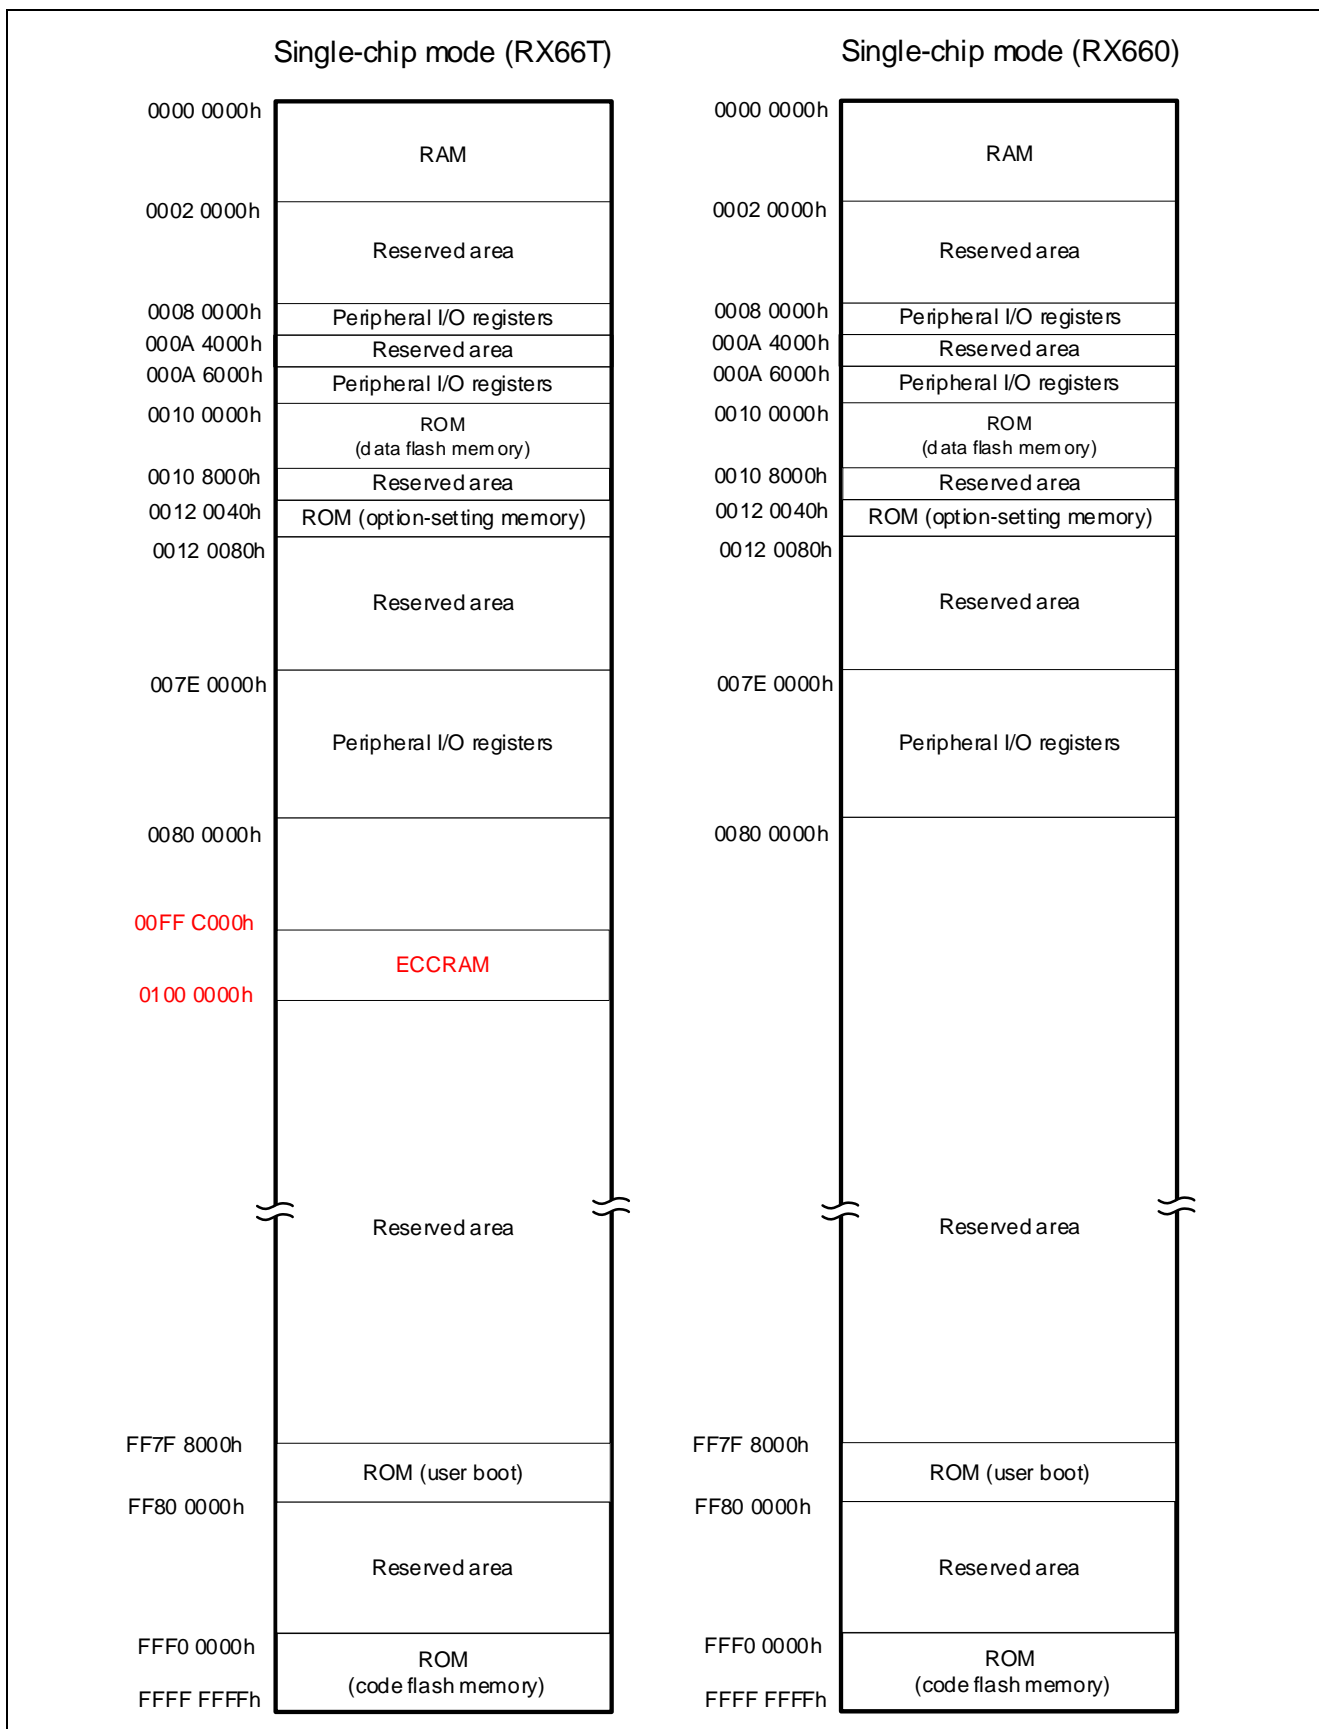 Single-chip mode (RX66T)
0000 0000h
RAM
0002 0000h
Reserved area
0008 0000h
Peripheral I/O registers
000A 4000h
Reserved area
000A 6000h
Peripheral I/O registers
0010 0000h
ROM
(data flash memory)
0010 8000h
Reserved area
0012 0040h
ROM (option-setting memory)
0012 0080h
Reserved area
007E 0000h
Peripheral I/O registers
0080 0000h
00FF C000h
ECCRAM
0100 0000h
Reserved area
FF7F 8000h
ROM (user boot)
FF80 0000h
Reserved area
FFF0 0000h
ROM
(code flash memory)
FFFF FFFFh
Single-chip mode (RX660)
0000 0000h
RAM
0002 0000h
Reserved area
0008 0000h
Peripheral I/O registers
000A 4000h
Reserved area
000A 6000h
Peripheral I/O registers
0010 0000h
ROM
(data flash memory)
0010 8000h
Reserved area
0012 0040h
ROM (option-setting memory)
0012 0080h
Reserved area
007E 0000h
Peripheral I/O registers
0080 0000h
Reserved area
FF7F 8000h
ROM (user boot)
FF80 0000h
Reserved area
FFF0 0000h
ROM
(code flash memory)
FFFF FFFFh